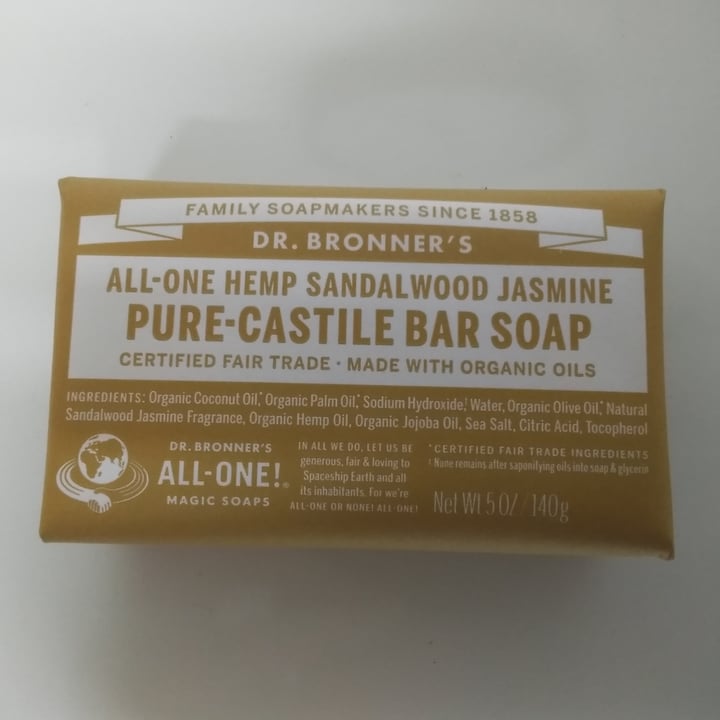 FAMILY SOAPMAKERS SINCE 1858
DR. BRONNER'S
ALL-ONE HEMP SANDALWOOD JASMINE
PURE-CASTILE BAR SOAP
CERTIFIED FAIR TRADE · MADE WITH ORGANIC OILS
INGREDIENTS: Organic Coconut Oil,* Organic Palm Oil,* Sodium Hydroxide,† Water, Organic Olive Oil,* Natural
Sandalwood Jasmine Fragrance, Organic Hemp Oil, Organic Jojoba Oil, Sea Salt, Citric Acid, Tocopherol
DR. BRONNER'S
ALL-ONE!®
MAGIC SOAPS
IN ALL WE DO, LET US BE
generous, fair & loving to
Spaceship Earth and all
its inhabitants. For we're
ALL-ONE OR NONE! ALL-ONE!
*CERTIFIED FAIR TRADE INGREDIENTS
† None remains after saponifying oils into soap & glycerin
Net Wt 5 OZ / 140g